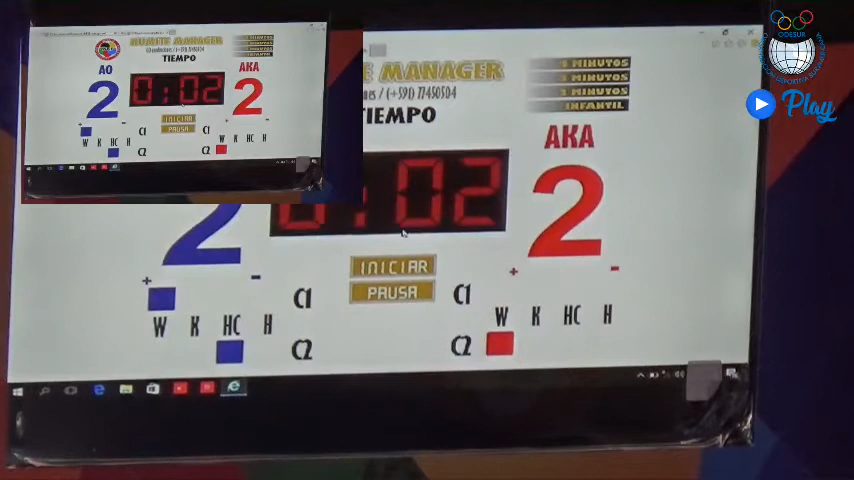 KUMITE MANAGER
TIEMPO
AO
AKA
2
0:02
2
INICIAR
PAUSA
+
-
+
-
C1
C1
W K HC H
W K HC H
C2
C2
E MANAGER
nes / (+591) 77450504
TIEMPO
3 MINUTOS
2 MINUTOS
INFANTIL
AKA
2
0:02
2
INICIAR
PAUSA
+
-
+
-
C1
C1
W K HC H
W K HC H
C2
C2
ODESUR
Play